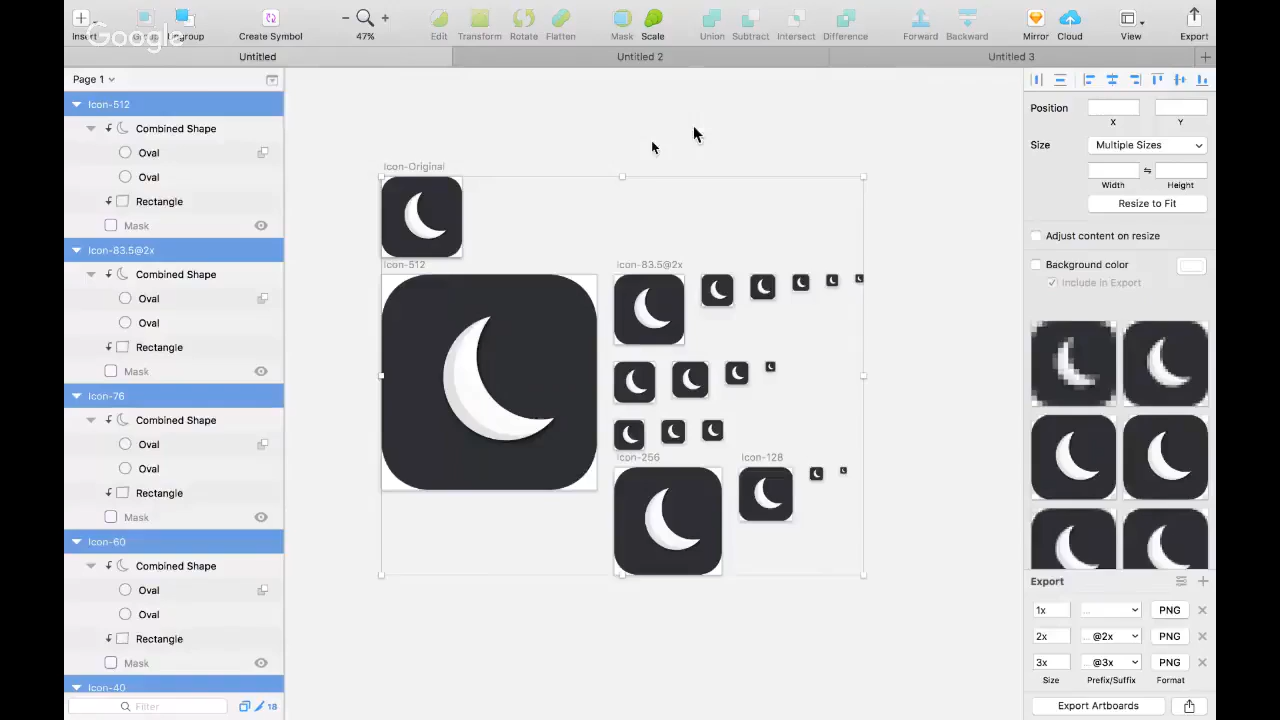 Insert
Group
Ungroup
Create Symbol
47%
Edit
Transform
Rotate
Flatten
Mask
Scale
Union
Subtract
Intersect
Difference
Forward
Backward
Mirror
Cloud
View
Export
Google
Untitled
Untitled 2
Untitled 3
Page 1
Icon-512
Combined Shape
Oval
Oval
Rectangle
Mask
Icon-83.5@2x
Combined Shape
Oval
Oval
Rectangle
Mask
Icon-76
Combined Shape
Oval
Oval
Rectangle
Mask
Icon-60
Combined Shape
Oval
Oval
Rectangle
Mask
Icon-40
Filter
18
Icon-Original
Icon-512
Icon-83.5@2x
Icon-256
Icon-128
Position
X
Y
Size
Multiple Sizes
Width
Height
Resize to Fit
Adjust content on resize
Background color
Include in Export
Export
1x
...
PNG
2x
... @2x
PNG
3x
... @3x
PNG
Size
Prefix/Suffix
Format
Export Artboards